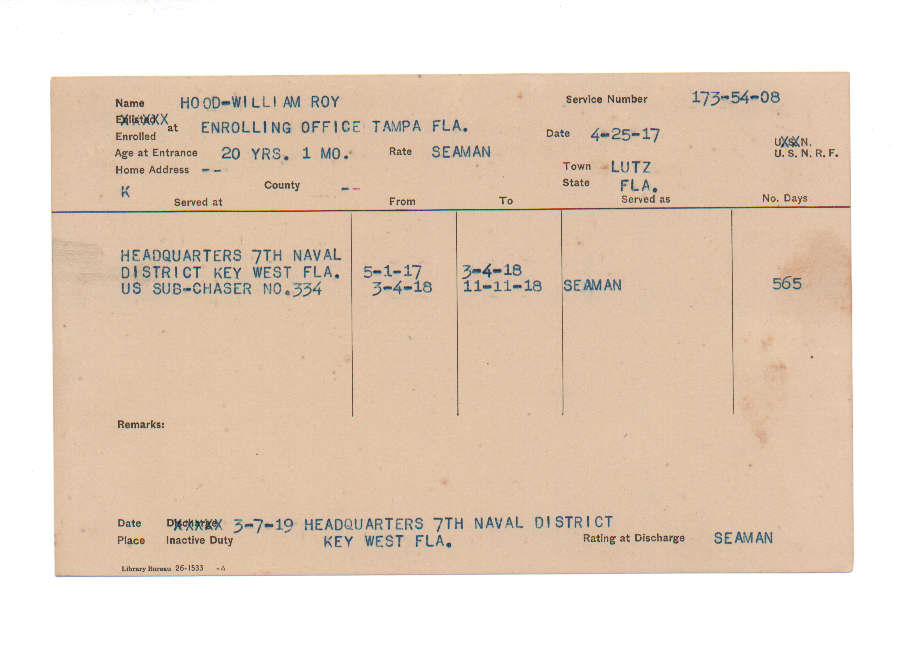 Name HOOD-WILLIAM ROY Service Number 173-54-08
Enlisted
Enrolled at ENROLLING OFFICE TAMPA FLA. Date 4-25-17 U.S.N.
U. S. N. R. F.
Age at Entrance 20 YRS. 1 MO. Rate SEAMAN Town LUTZ
Home Address -- State FLA.
K County --
Served at From To Served as No. Days
HEADQUARTERS 7TH NAVAL
DISTRICT KEY WEST FLA. 5-1-17 3-4-18
US SUB-CHASER NO.334 3-4-18 11-11-18 SEAMAN 565
Remarks:
Date Discharge 3-7-19 HEADQUARTERS 7TH NAVAL DISTRICT
Place Inactive Duty KEY WEST FLA. Rating at Discharge SEAMAN
Library Bureau 26-1533 -A